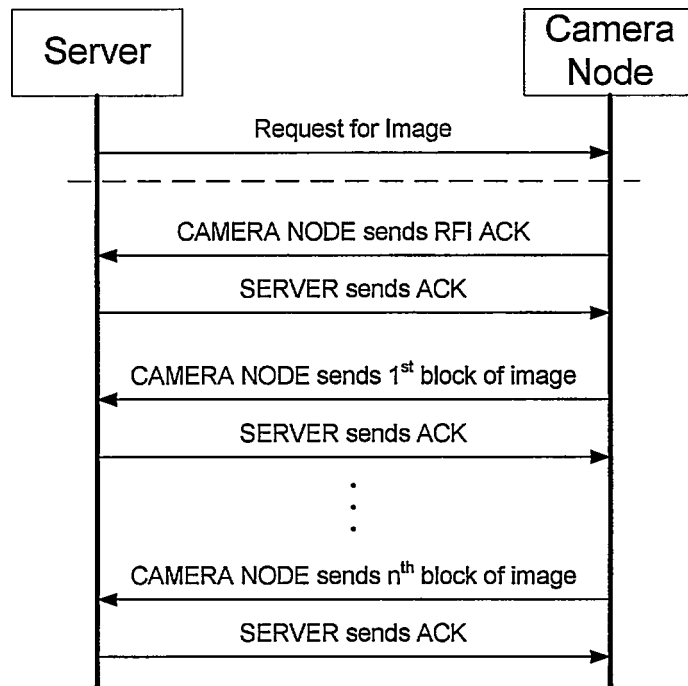 Server
Camera
Node
Request for Image
CAMERA NODE sends RFI ACK
SERVER sends ACK
CAMERA NODE sends 1st block of image
SERVER sends ACK
CAMERA NODE sends nth block of image
SERVER sends ACK